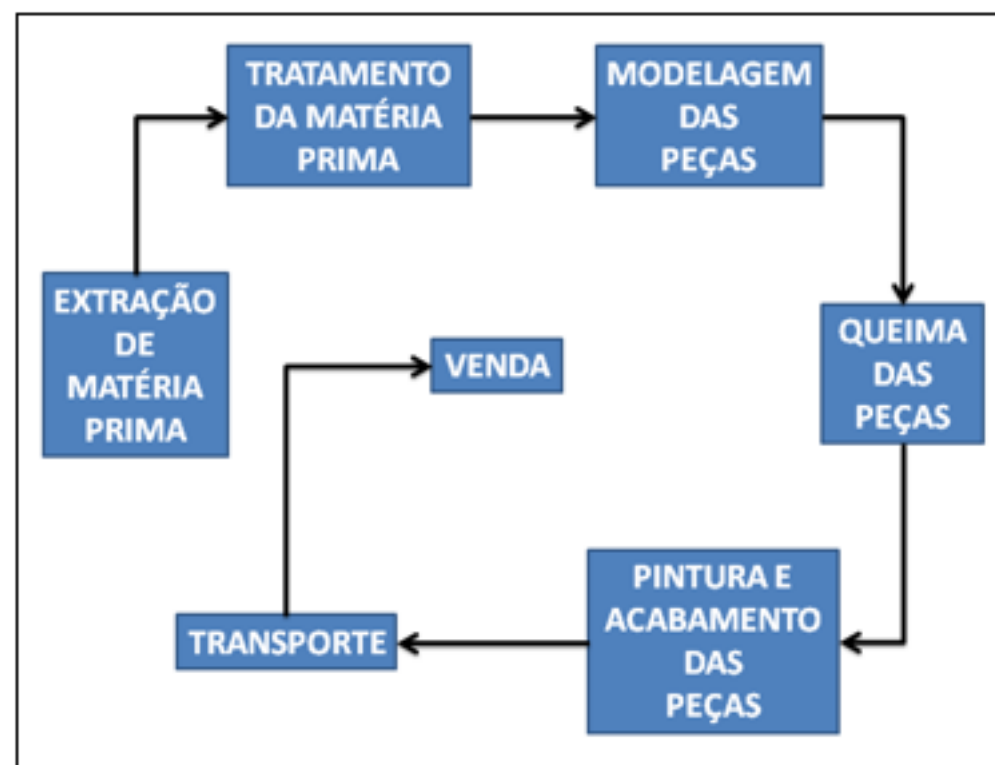 EXTRAÇÃO
DE
MATÉRIA
PRIMA
TRATAMENTO
DA MATÉRIA
PRIMA
MODELAGEM
DAS
PEÇAS
QUEIMA
DAS
PEÇAS
PINTURA E
ACABAMENTO
DAS
PEÇAS
TRANSPORTE
VENDA